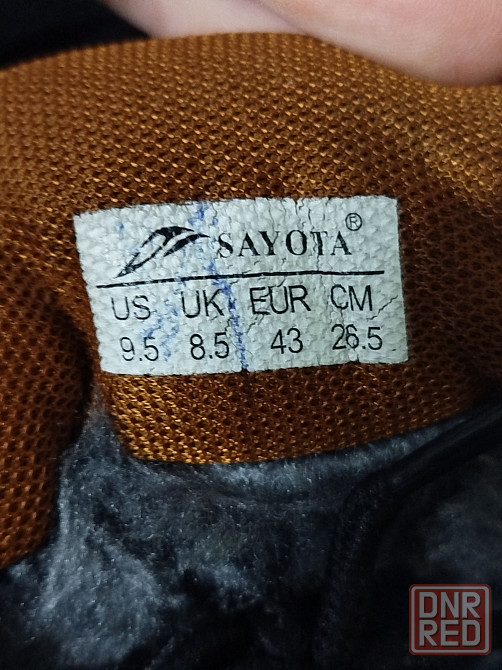 SAYOTA®
US UK EUR CM
9.5 8.5 43 26.5
DNR
RED